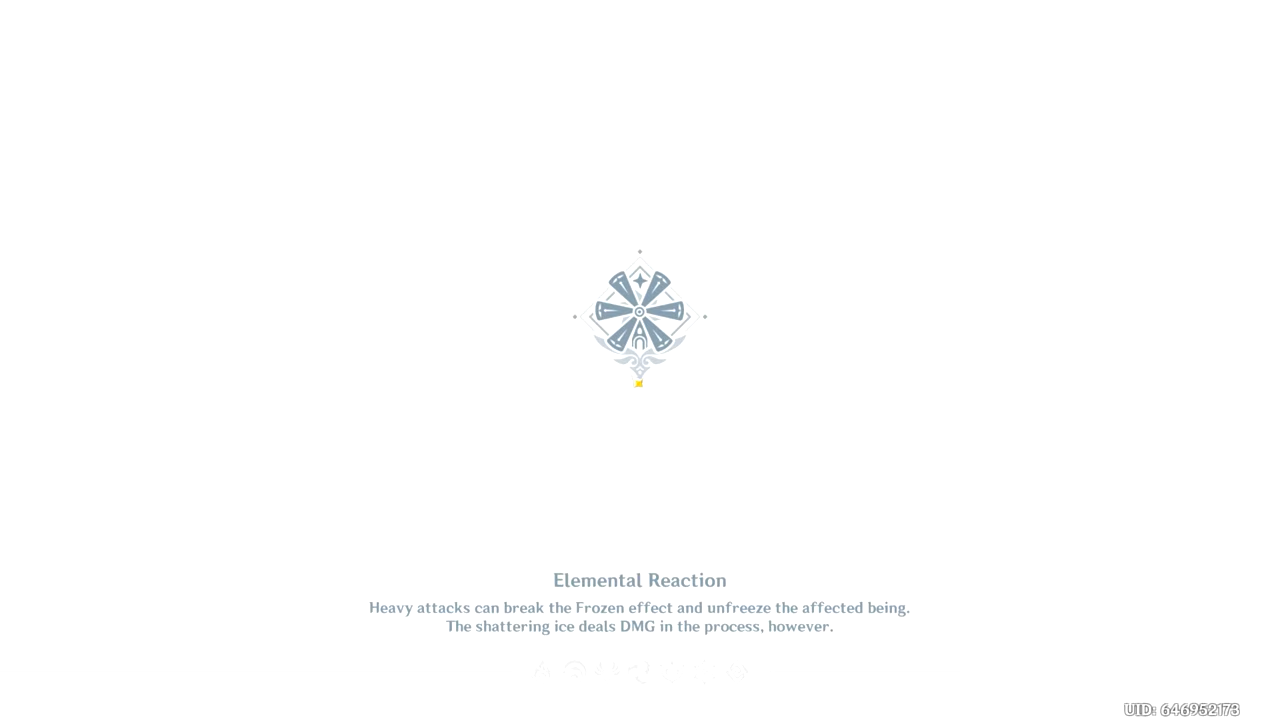 Elemental Reaction
Heavy attacks can break the Frozen effect and unfreeze the affected being.
The shattering ice deals DMG in the process, however.
UID: 646952173